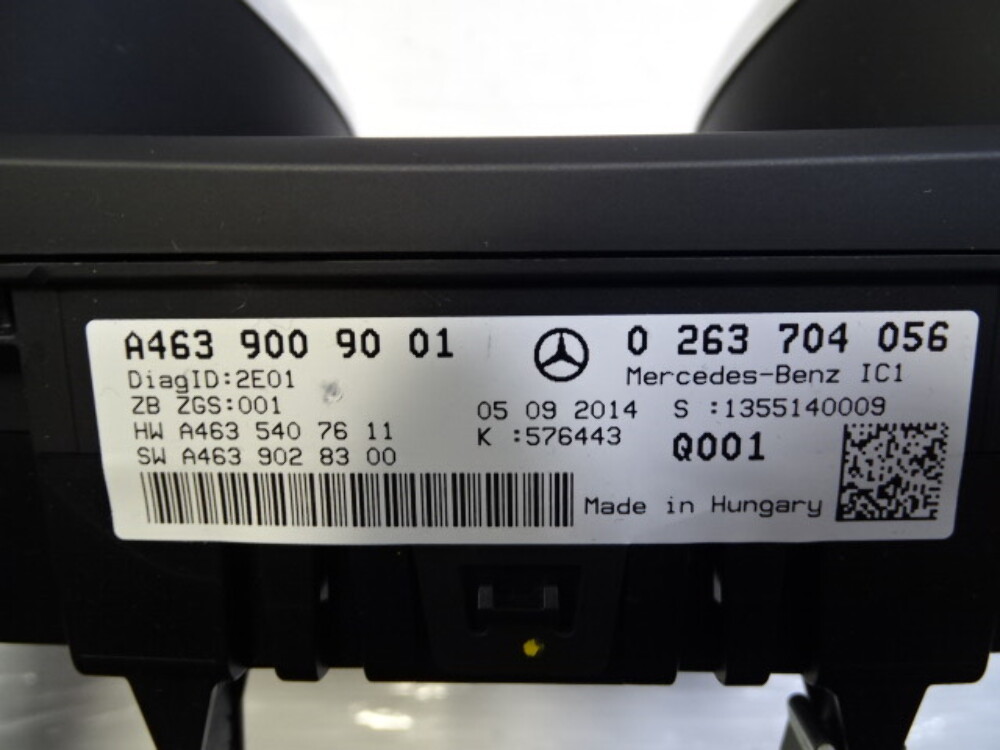 A463 900 90 01
0 263 704 056
DiagID:2E01
Mercedes-Benz IC1
ZB ZGS:001
05 09 2014 S :1355140009
HW A463 540 76 11
K :576443
Q001
SW A463 902 83 00
Made in Hungary